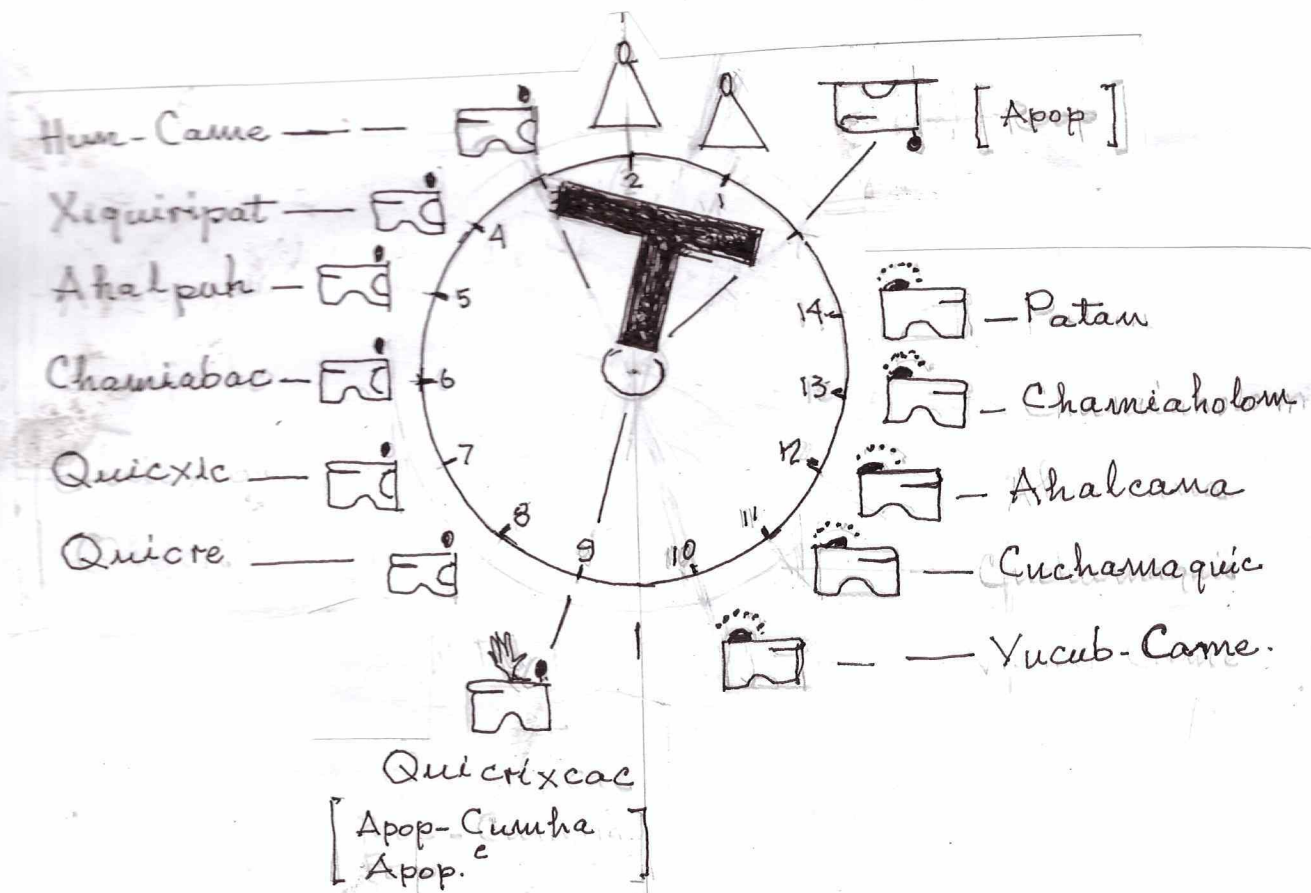 Hun-Came
[Apop]
Xiquiripat
Ahalpuh
Chamiabac
Quicxic
Quicre
2
1
4
5
6
7
8
9
10
11
12
13
14
Patan
Chamiaholom
Ahalcana
Cuchamaquic
Vucub-Came.
Quicrixcac
[Apop-Cumha
Apop.c]